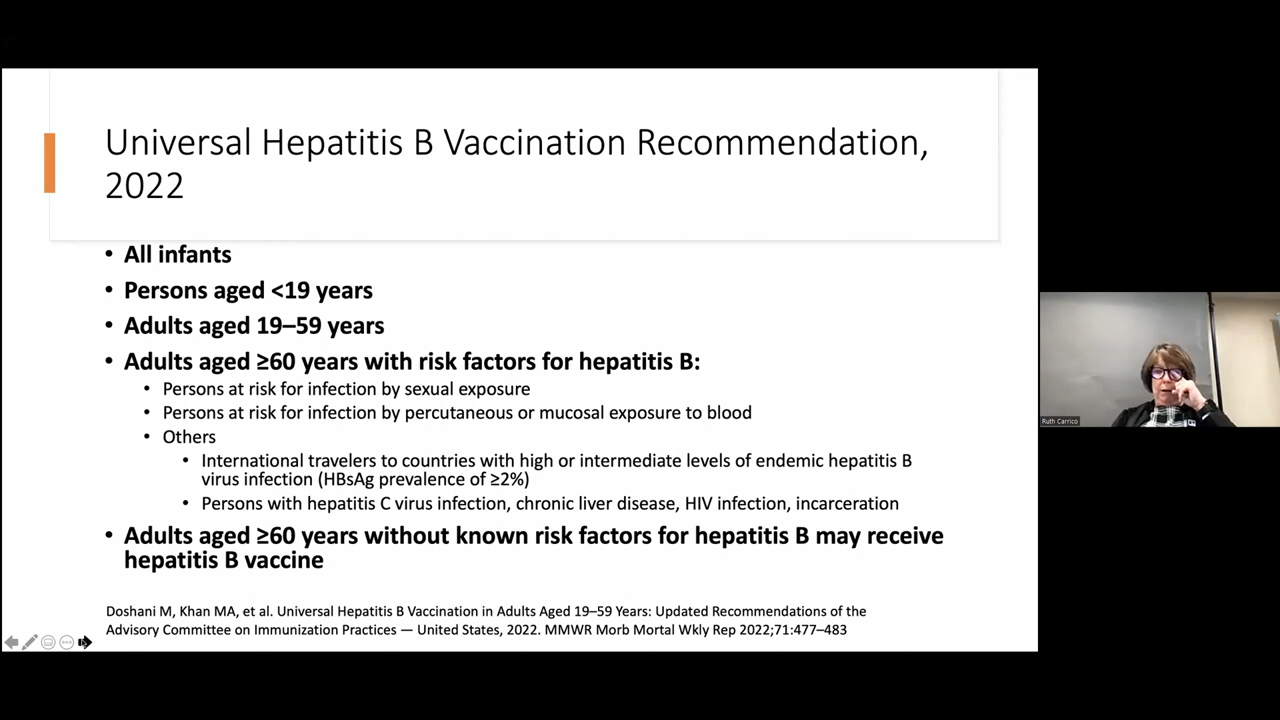 Universal Hepatitis B Vaccination Recommendation,
2022
• All infants
• Persons aged <19 years
• Adults aged 19–59 years
• Adults aged ≥60 years with risk factors for hepatitis B:
• Persons at risk for infection by sexual exposure
• Persons at risk for infection by percutaneous or mucosal exposure to blood
• Others
• International travelers to countries with high or intermediate levels of endemic hepatitis B
virus infection (HBsAg prevalence of ≥2%)
• Persons with hepatitis C virus infection, chronic liver disease, HIV infection, incarceration
• Adults aged ≥60 years without known risk factors for hepatitis B may receive
hepatitis B vaccine
Doshani M, Khan MA, et al. Universal Hepatitis B Vaccination in Adults Aged 19–59 Years: Updated Recommendations of the
Advisory Committee on Immunization Practices — United States, 2022. MMWR Morb Mortal Wkly Rep 2022;71:477–483
Ruth Carrico